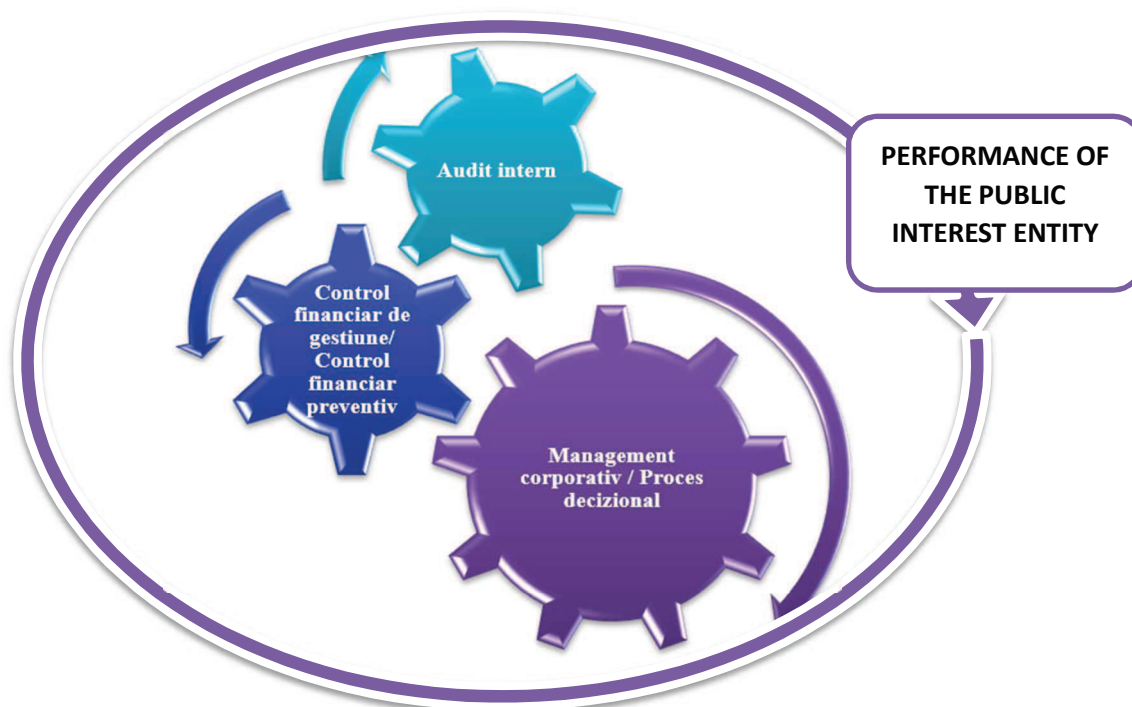 Audit intern
PERFORMANCE OF
THE PUBLIC
INTEREST ENTITY
Control
financiar de
gestiune/
Control
financiar
preventiv
Management
corporativ / Proces
decizional